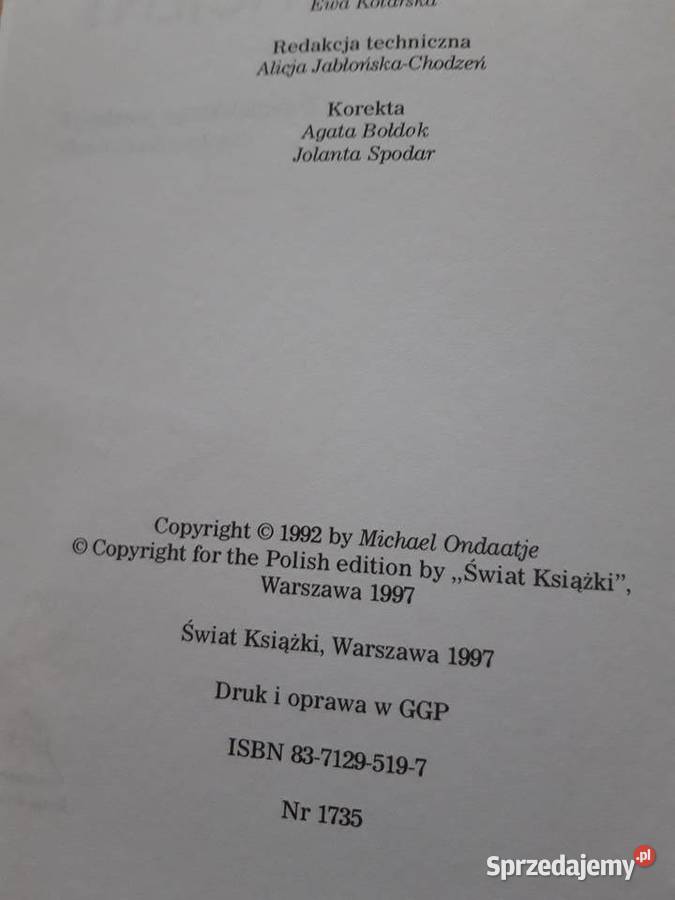 Ewa Kolarska
Redakcja techniczna
Alicja Jabłońska-Chodzeń
Korekta
Agata Bołdok
Jolanta Spodar
Copyright © 1992 by Michael Ondaatje
© Copyright for the Polish edition by „Świat Książki”,
Warszawa 1997
Świat Książki, Warszawa 1997
Druk i oprawa w GGP
ISBN 83-7129-519-7
Nr 1735
Sprzedajemy.pl